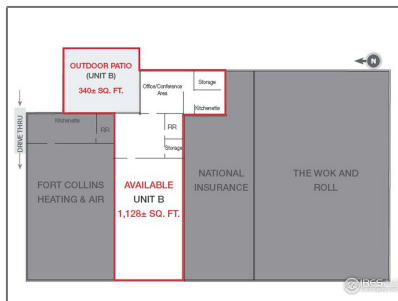 N
OUTDOOR PATIO
(UNIT B)
340± SQ. FT.
Office/Conference
Area
Storage
Kitchenette
DRIVE THRU
Kitchenette
RR
RR
Storage
FORT COLLINS
HEATING & AIR
AVAILABLE
UNIT B
1,128± SQ. FT.
NATIONAL
INSURANCE
THE WOK AND
ROLL
IRES